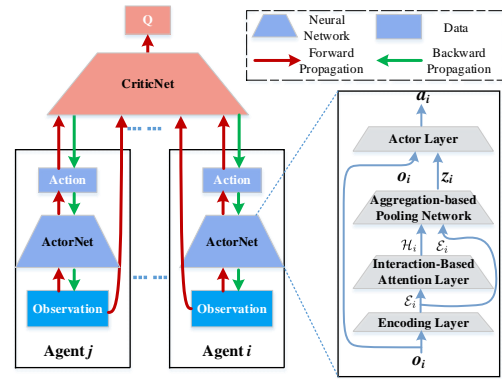 Q
CriticNet
Neural
Network
Data
Forward
Propagation
Backward
Propagation
... ...
Action
ActorNet
Observation
Agent j
... ...
Action
ActorNet
Observation
Agent i
a_i
Actor Layer
o_i
z_i
Aggregation-based
Pooling Network
ℋ_i
ℰ_i
Interaction-Based
Attention Layer
ℰ_i
Encoding Layer
o_i